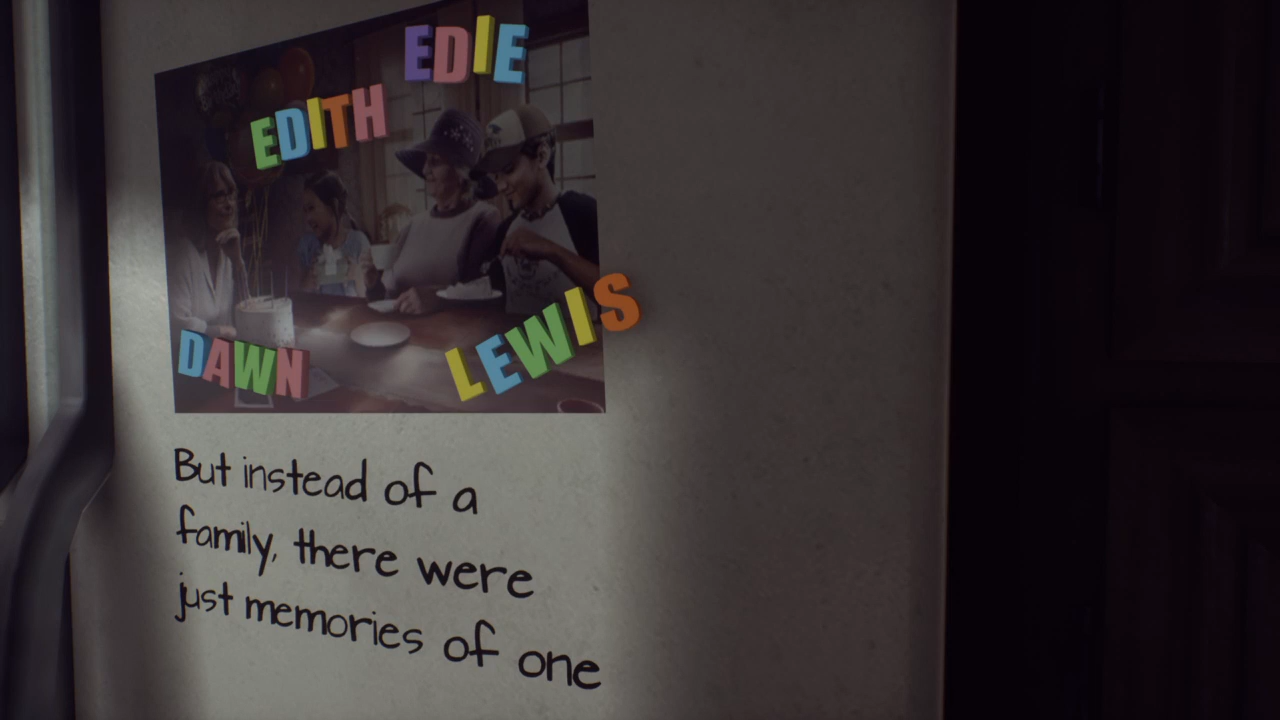 EDIE
EDITH
DAWN
LEWIS
But instead of a
family, there were
just memories of one